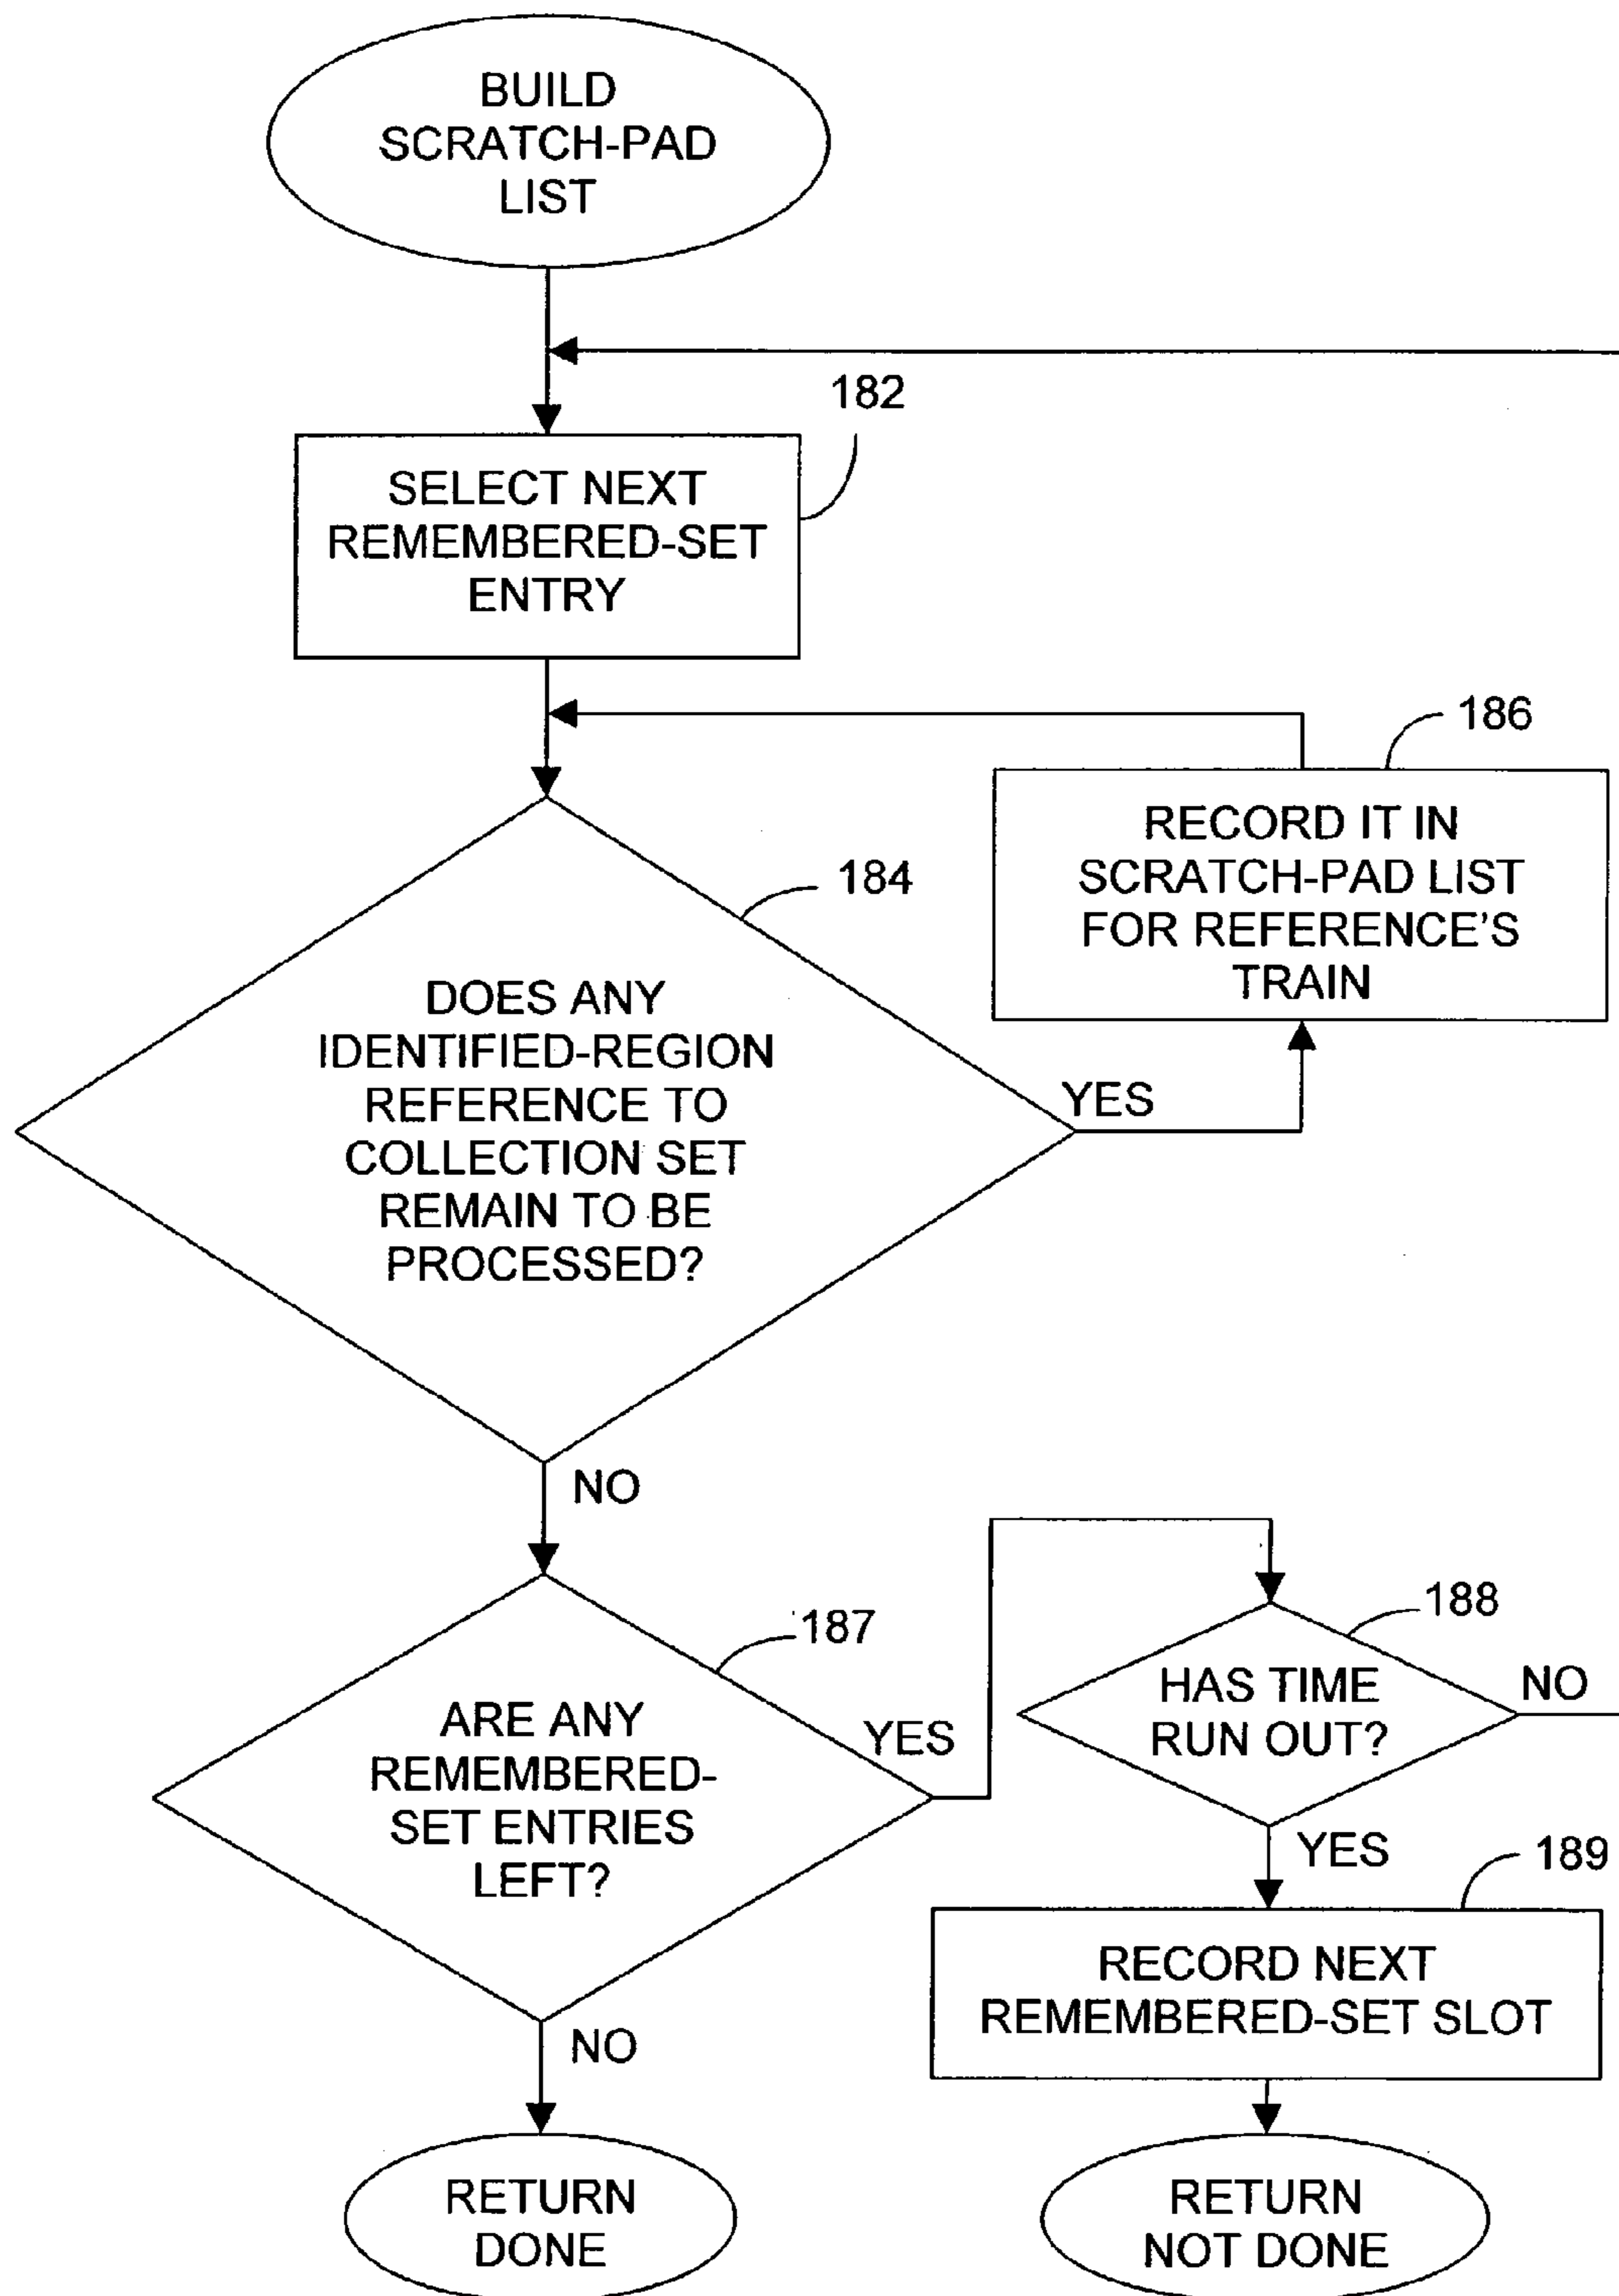 BUILD
SCRATCH-PAD
LIST
182
SELECT NEXT
REMEMBERED-SET
ENTRY
186
RECORD IT IN
SCRATCH-PAD LIST
FOR REFERENCE'S
TRAIN
184
DOES ANY
IDENTIFIED-REGION
REFERENCE TO
COLLECTION SET
REMAIN TO BE
PROCESSED?
YES
NO
187
ARE ANY
REMEMBERED-
SET ENTRIES
LEFT?
YES
188
HAS TIME
RUN OUT?
NO
YES
189
RECORD NEXT
REMEMBERED-SET SLOT
NO
RETURN
DONE
RETURN
NOT DONE